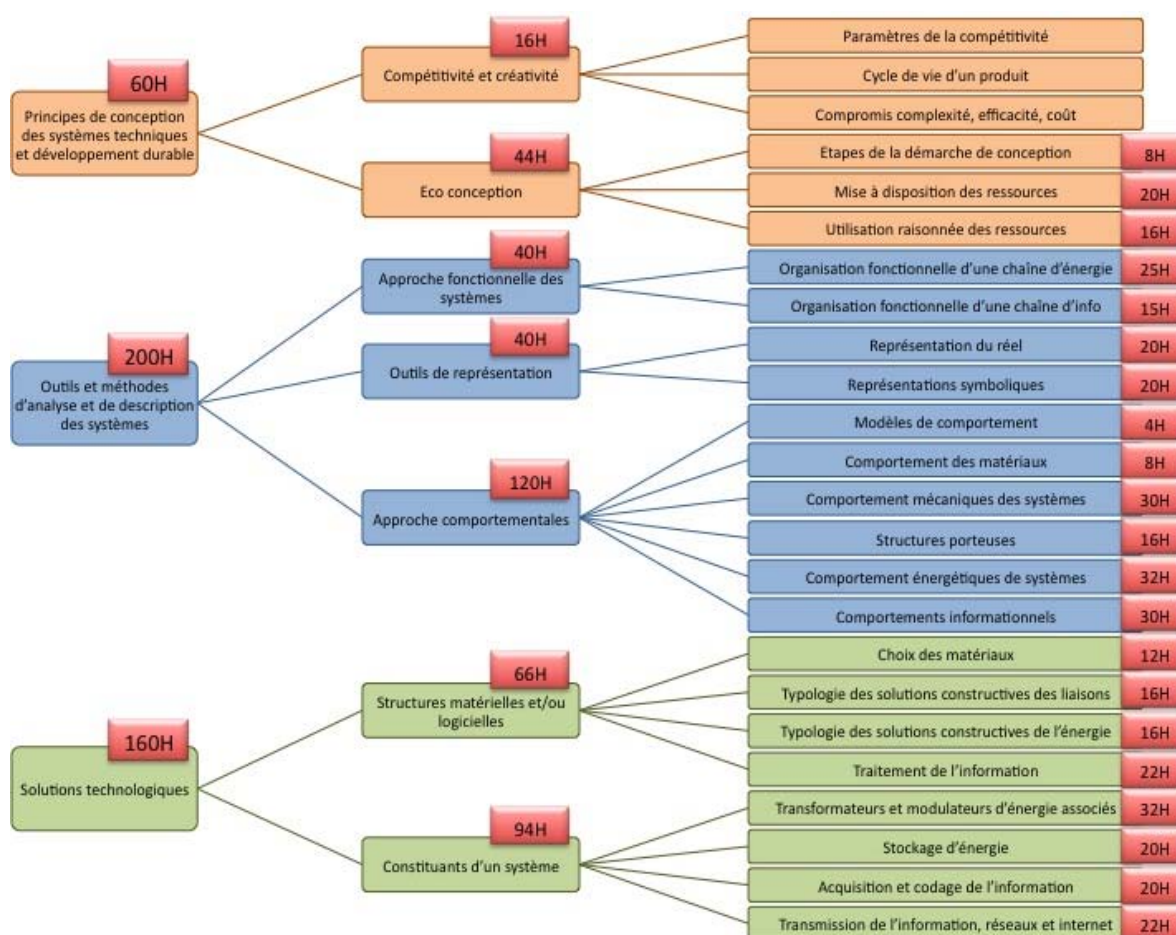 60H
Principes de conception
des systèmes techniques
et développement durable
16H
Compétitivité et créativité
Paramètres de la compétitivité
Cycle de vie d'un produit
Compromis complexité, efficacité, coût
44H
Eco conception
Etapes de la démarche de conception
8H
Mise à disposition des ressources
20H
Utilisation raisonnée des ressources
16H
200H
Outils et méthodes
d'analyse et de description
des systèmes
40H
Approche fonctionnelle des
systèmes
Organisation fonctionnelle d'une chaîne d'énergie
25H
Organisation fonctionnelle d'une chaîne d'info
15H
40H
Outils de représentation
Représentation du réel
20H
Représentations symboliques
20H
120H
Approche comportementales
Modèles de comportement
4H
Comportement des matériaux
8H
Comportement mécaniques des systèmes
30H
Structures porteuses
16H
Comportement énergétiques de systèmes
32H
Comportements informationnels
30H
160H
Solutions technologiques
66H
Structures matérielles et/ou
logicielles
Choix des matériaux
12H
Typologie des solutions constructives des liaisons
16H
Typologie des solutions constructives de l'énergie
16H
Traitement de l'information
22H
94H
Constituants d'un système
Transformateurs et modulateurs d'énergie associés
32H
Stockage d'énergie
20H
Acquisition et codage de l'information
20H
Transmission de l'information, réseaux et internet
22H